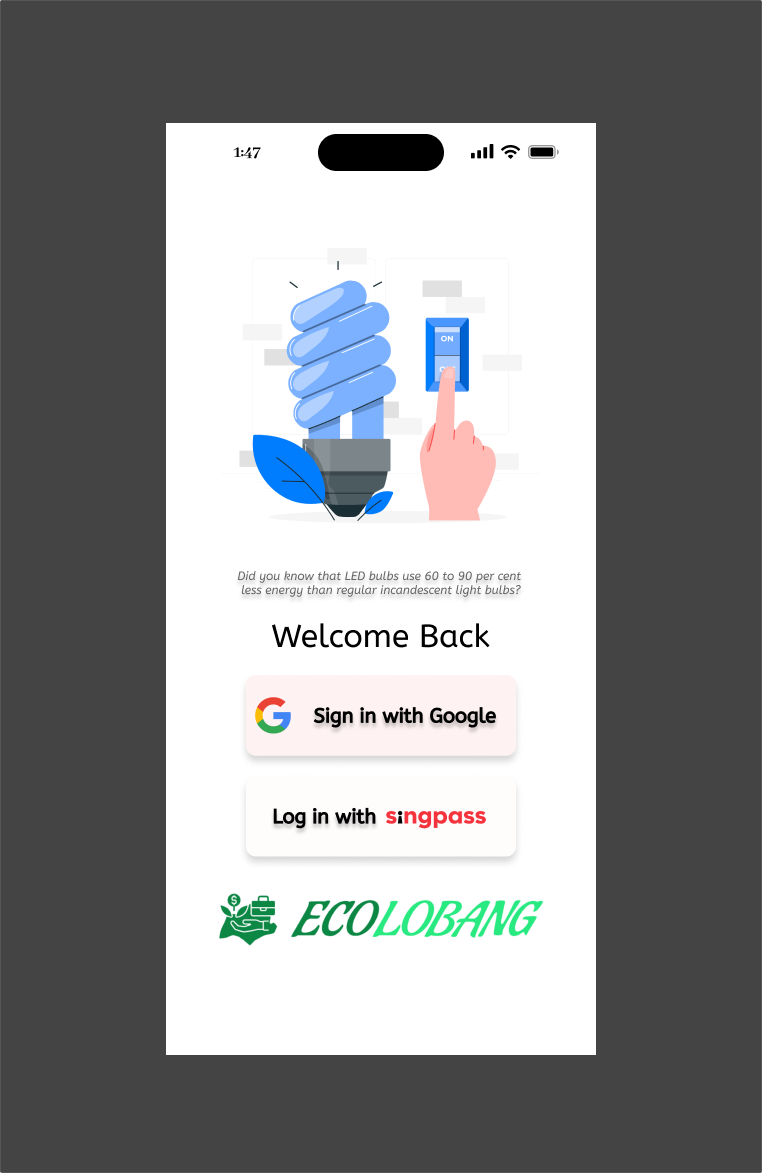 1:47
ON
Did you know that LED bulbs use 60 to 90 per cent
less energy than regular incandescent light bulbs?
Welcome Back
Sign in with Google
Log in with singpass
ECOLOBANG